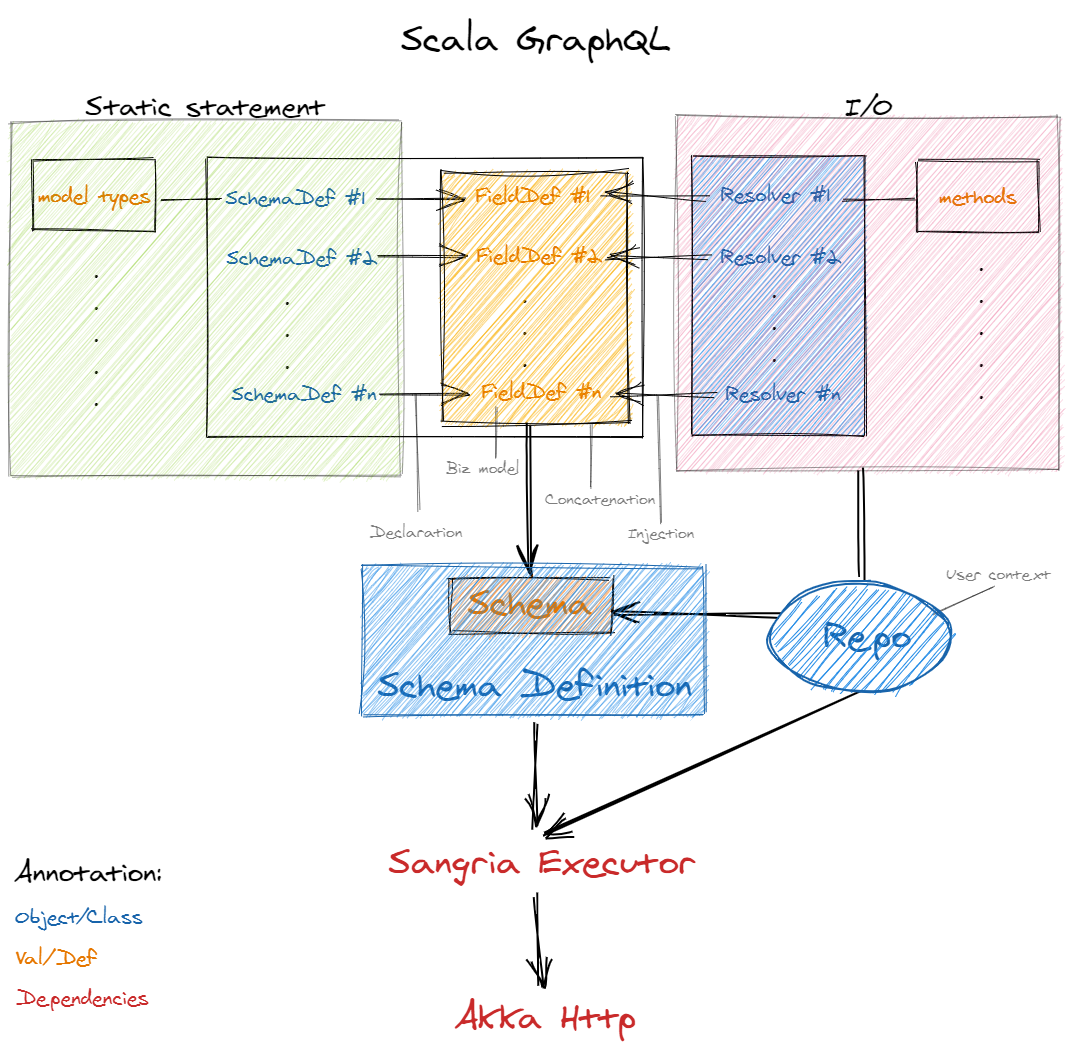 Scala GraphQL
Static statement
I/O
model types
SchemaDef #1
FieldDef #1
Resolver #1
methods
SchemaDef #2
FieldDef #2
Resolver #2
SchemaDef #n
FieldDef #n
Resolver #n
Biz model
Concatenation
Declaration
Injection
User context
Schema
Repo
Schema Definition
Sangria Executor
Annotation:
Object/Class
Val/Def
Dependencies
Akka Http